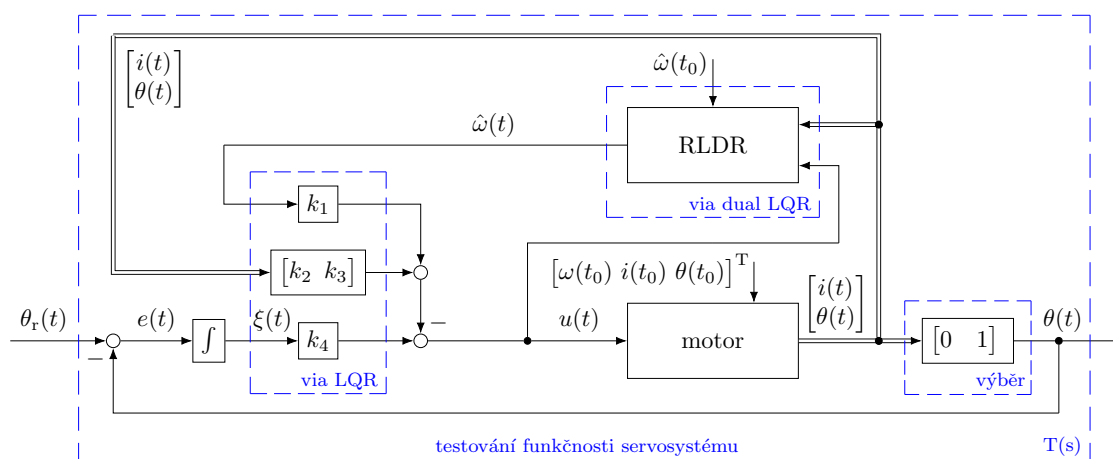 [i(t)
θ(t)]
ω̂(t₀)
RLDR
via dual LQR
ω̂(t)
k₁
[k₂ k₃]
[ω(t₀) i(t₀) θ(t₀)]ᵀ
[i(t)
θ(t)]
θᵣ(t)
−
e(t)
∫
ξ(t)
k₄
−
u(t)
motor
[0 1]
θ(t)
via LQR
výběr
testování funkčnosti servosystému
T(s)